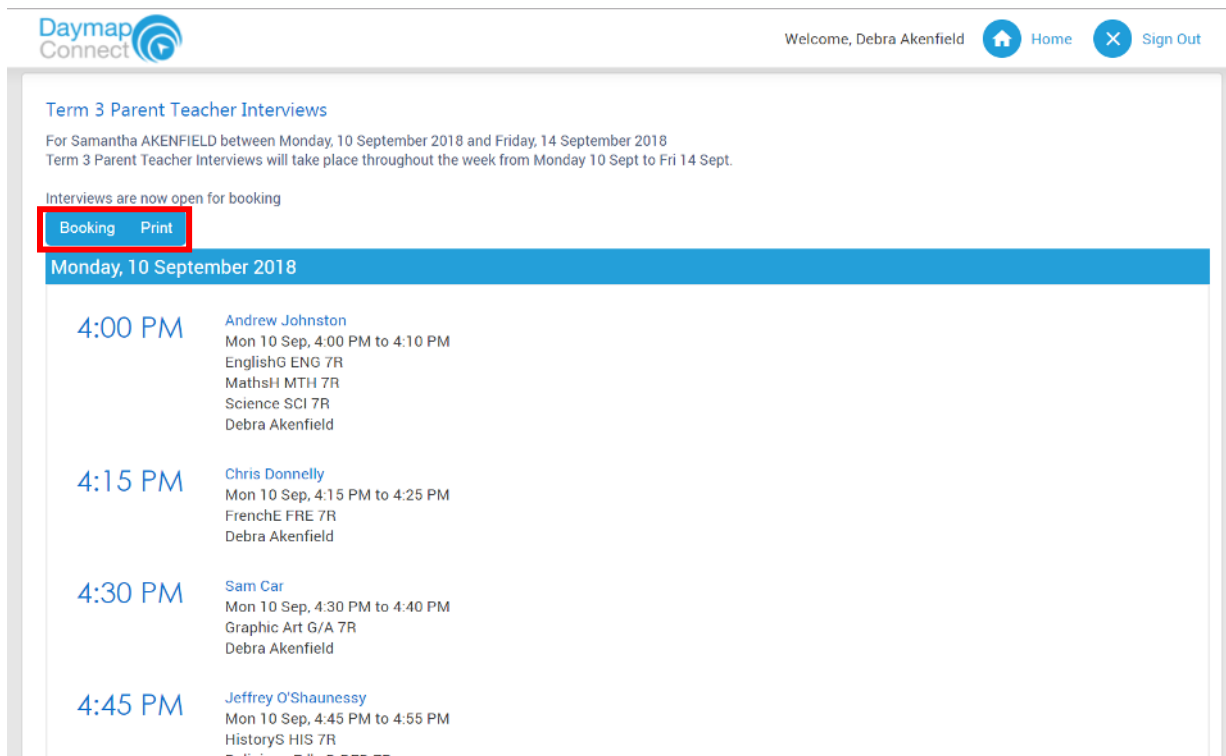 Daymap
Connect
Welcome, Debra Akenfield Home Sign Out
Term 3 Parent Teacher Interviews
For Samantha AKENFIELD between Monday, 10 September 2018 and Friday, 14 September 2018
Term 3 Parent Teacher Interviews will take place throughout the week from Monday 10 Sept to Fri 14 Sept.
Interviews are now open for booking
Booking Print
Monday, 10 September 2018
4:00 PM
Andrew Johnston
Mon 10 Sep, 4:00 PM to 4:10 PM
EnglishG ENG 7R
MathsH MTH 7R
Science SCI 7R
Debra Akenfield
4:15 PM
Chris Donnelly
Mon 10 Sep, 4:15 PM to 4:25 PM
FrenchE FRE 7R
Debra Akenfield
4:30 PM
Sam Car
Mon 10 Sep, 4:30 PM to 4:40 PM
Graphic Art G/A 7R
Debra Akenfield
4:45 PM
Jeffrey O'Shaunessy
Mon 10 Sep, 4:45 PM to 4:55 PM
HistoryS HIS 7R